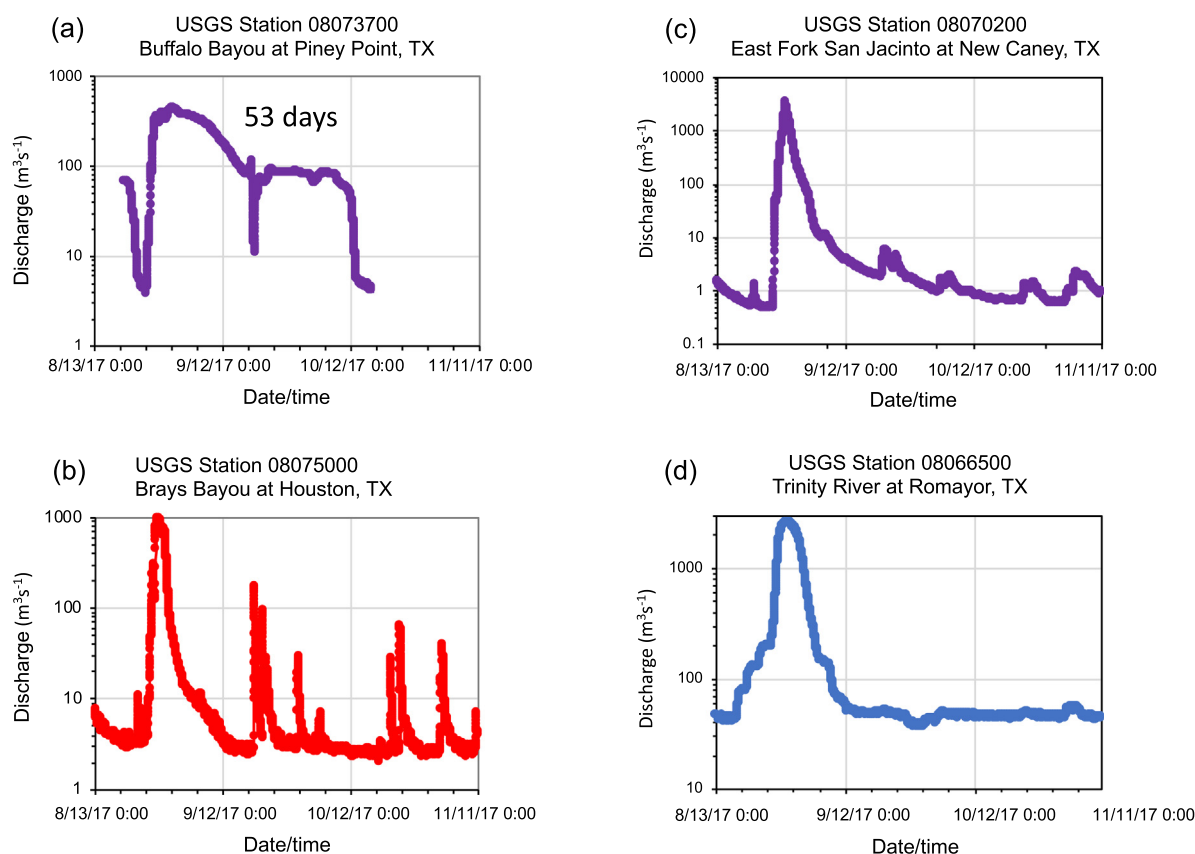 (a)
USGS Station 08073700
Buffalo Bayou at Piney Point, TX
1000
100
10
1
Discharge (m³s⁻¹)
53 days
8/13/17 0:00
9/12/17 0:00
10/12/17 0:00
11/11/17 0:00
Date/time
(c)
USGS Station 08070200
East Fork San Jacinto at New Caney, TX
10000
1000
100
10
1
0.1
Discharge (m³s⁻¹)
8/13/17 0:00
9/12/17 0:00
10/12/17 0:00
11/11/17 0:00
Date/time
(b)
USGS Station 08075000
Brays Bayou at Houston, TX
1000
100
10
1
Discharge (m³s⁻¹)
8/13/17 0:00
9/12/17 0:00
10/12/17 0:00
11/11/17 0:00
Date/time
(d)
USGS Station 08066500
Trinity River at Romayor, TX
1000
100
10
Discharge (m³s⁻¹)
8/13/17 0:00
9/12/17 0:00
10/12/17 0:00
11/11/17 0:00
Date/time